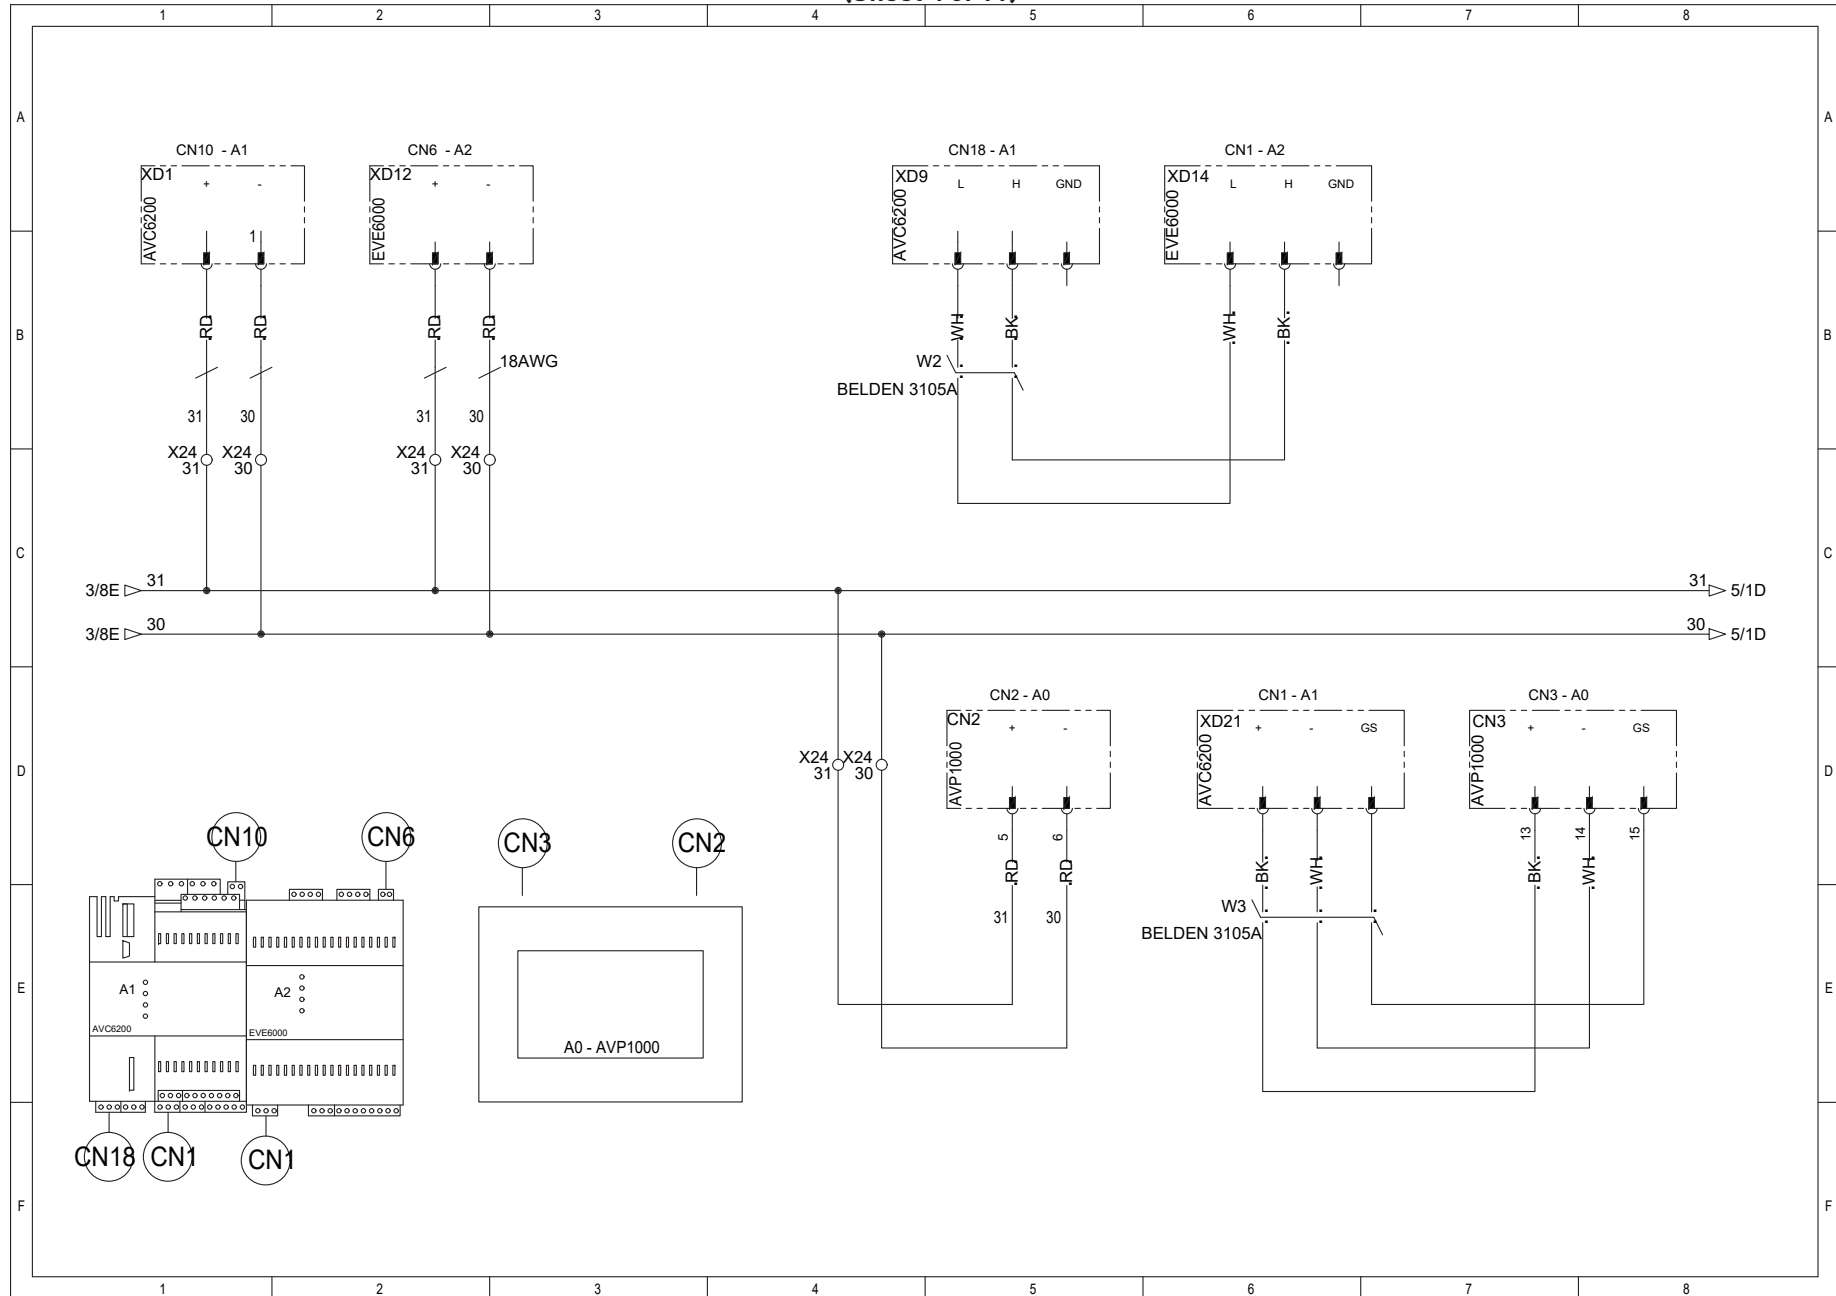 1 2 3 4 5 6 7 8
A A
CN10 - A1 CN6 - A2 CN18 - A1 CN1 - A2
XD1 + - XD12 + - XD9 L H GND XD14 L H GND
AVC6200 EVE6000 AVC6200 EVE6000
1
B B
.RD. .RD. .RD. .RD. .WH. .BK. .WH. .BK.
18AWG W2
BELDEN 3105A
31 30 31 30
X24 X24 X24 X24
31 30 31 30
C C
3/8E 31 31 5/1D
3/8E 30 30 5/1D
CN2 - A0 CN1 - A1 CN3 - A0
CN2 + - XD21 + - GS CN3 + - GS
AVP1000 AVC6200 AVP1000
X24 X24
31 30
D D
5 6 13 14 15
CN10 CN6 CN3 CN2
RD RD .BK. .WH. .BK. .WH.
31 30 W3
BELDEN 3105A
E E
A1 A2
AVC6200 EVE6000
A0 - AVP1000
CN18 CN1 CN1
F F
1 2 3 4 5 6 7 8